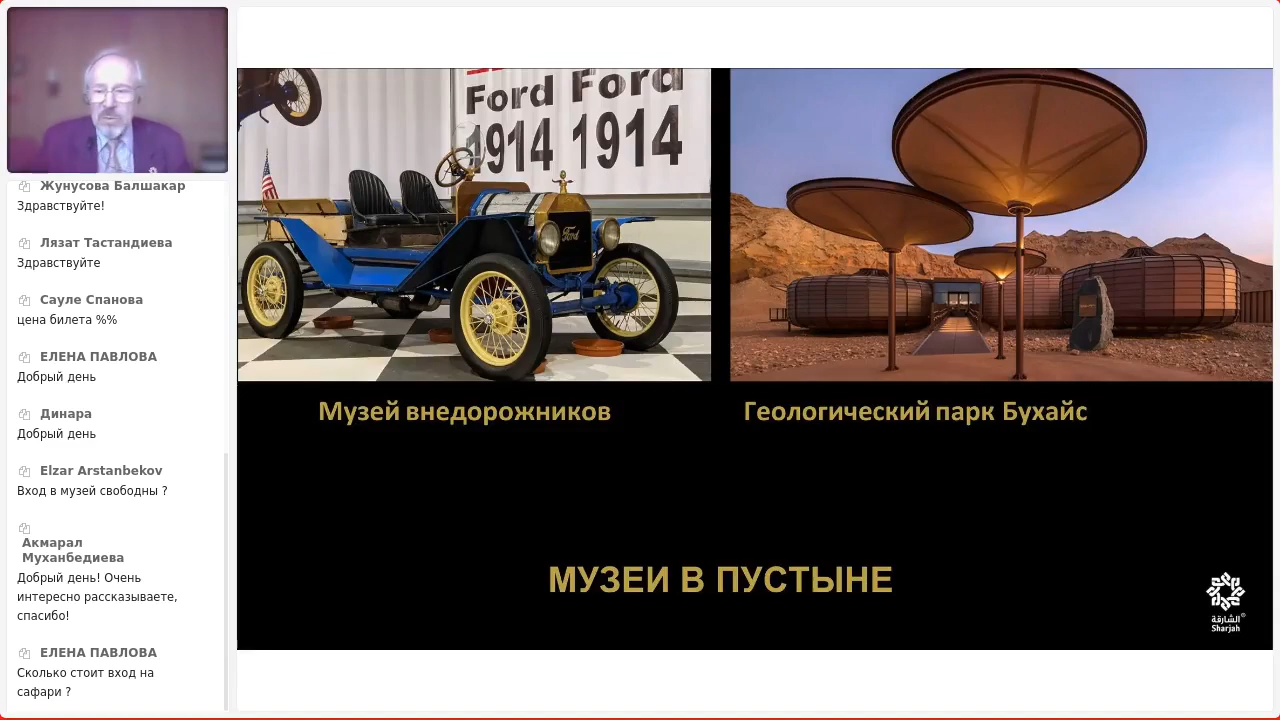 Жунусова Балшакар
Здравствуйте!
Лязат Тастандиева
Здравствуйте
Сауле Спанова
цена билета %%
ЕЛЕНА ПАВЛОВА
Добрый день
Динара
Добрый день
Elzar Arstanbekov
Вход в музей свободны ?
Акмарал
Муханбедиева
Добрый день! Очень
интересно рассказываете,
спасибо!
ЕЛЕНА ПАВЛОВА
Сколько стоит вход на
сафари ?
Ford Ford
1914 1914
Ford
Музей внедорожников
Геологический парк Бухайс
МУЗЕИ В ПУСТЫНЕ
الشارقة
Sharjah